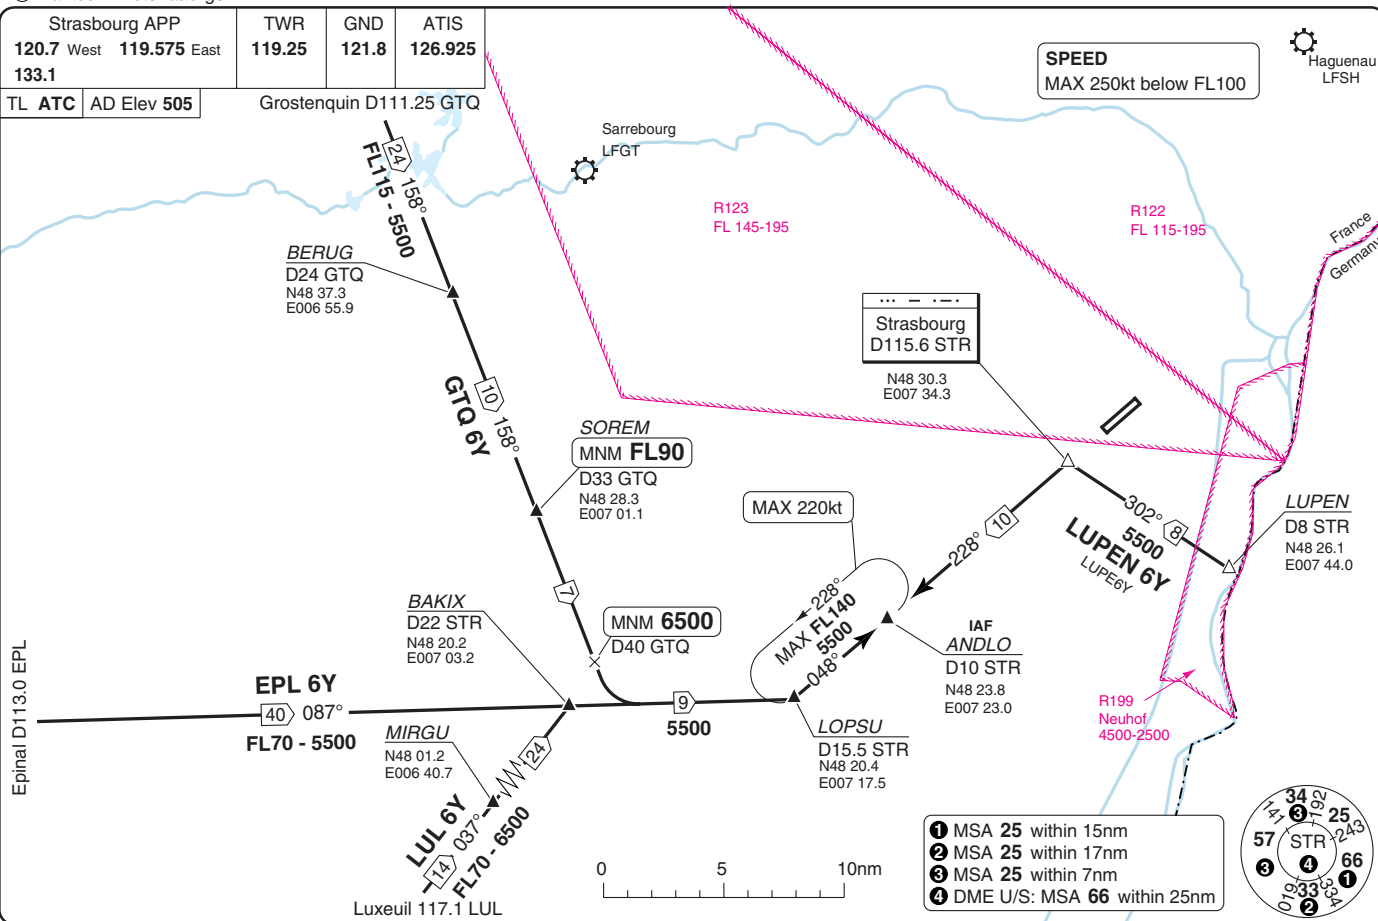 Strasbourg APP
120.7 West 119.575 East
133.1
TWR
119.25
GND
121.8
ATIS
126.925
TL ATC
AD Elev 505
SPEED
MAX 250kt below FL100
Haguenau
LFSH
Grostenquin D111.25 GTQ
Sarrebourg
LFGT
24
158°
FL115 - 5500
R123
FL 145-195
R122
FL 115-195
France
Germany
BERUG
D24 GTQ
N48 37.3
E006 55.9
Strasbourg
D115.6 STR
N48 30.3
E007 34.3
10
158°
GTQ 6Y
SOREM
MNM FL90
D33 GTQ
N48 28.3
E007 01.1
MAX 220kt
10
228°
302°
8
5500
LUPEN 6Y
LUPE6Y
LUPEN
D8 STR
N48 26.1
E007 44.0
7
BAKIX
D22 STR
N48 20.2
E007 03.2
MNM 6500
D40 GTQ
228°
MAX FL140
5500
048°
IAF
ANDLO
D10 STR
N48 23.8
E007 23.0
Epinal D113.0 EPL
EPL 6Y
40 087°
FL70 - 5500
9
5500
LOPSU
D15.5 STR
N48 20.4
E007 17.5
R199
Neuhof
4500-2500
MIRGU
N48 01.2
E006 40.7
24
LUL 6Y
14 037°
FL70 - 6500
Luxeuil 117.1 LUL
0 5 10nm
1 MSA 25 within 15nm
2 MSA 25 within 17nm
3 MSA 25 within 7nm
4 DME U/S: MSA 66 within 25nm
34
3
192
141
25
243
57
STR
66
3
4
1
019
33
334
2